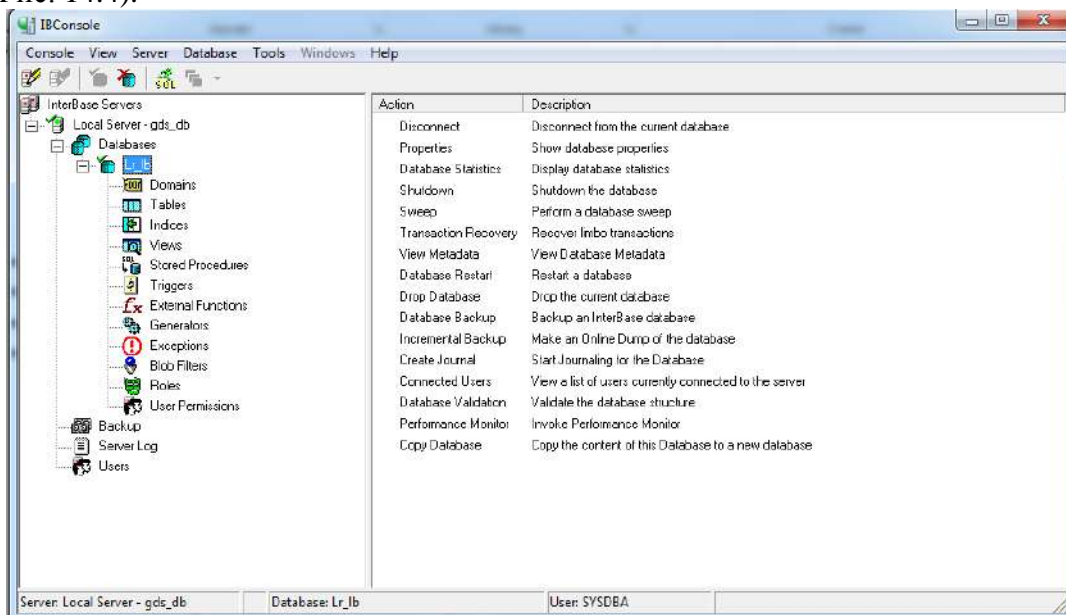 Рис. 14.4).
IBConsole
Console View Server Database Tools Windows Help
SQL
InterBase Servers
Action Description
Local Server - gds_db
Disconnect Disconnect from the current database
Databases
Properties Show database properties
Lr_lb
Database Statistics Display database statistics
Domains
Shutdown Shutdown the database
Tables
Sweep Perform a database sweep
Indices
Transaction Recovery Recover limbo transactions
Views
View Metadata View Database Metadata
Stored Procedures
Database Restart Restart a database
Triggers
Drop Database Drop the current database
External Functions
Database Backup Backup an InterBase database
Generators
Incremental Backup Make an Online Dump of the database
Exceptions
Create Journal Start Journaling for the Database
Blob Filters
Connected Users View a list of users currently connected to the server
Roles
Database Validation Validate the database structure
User Permissions
Performance Monitor Invoke Performance Monitor
Backup
Copy Database Copy the content of this Database to a new database
Server Log
Users
Server: Local Server - gds_db Database: Lr_lb User: SYSDBA